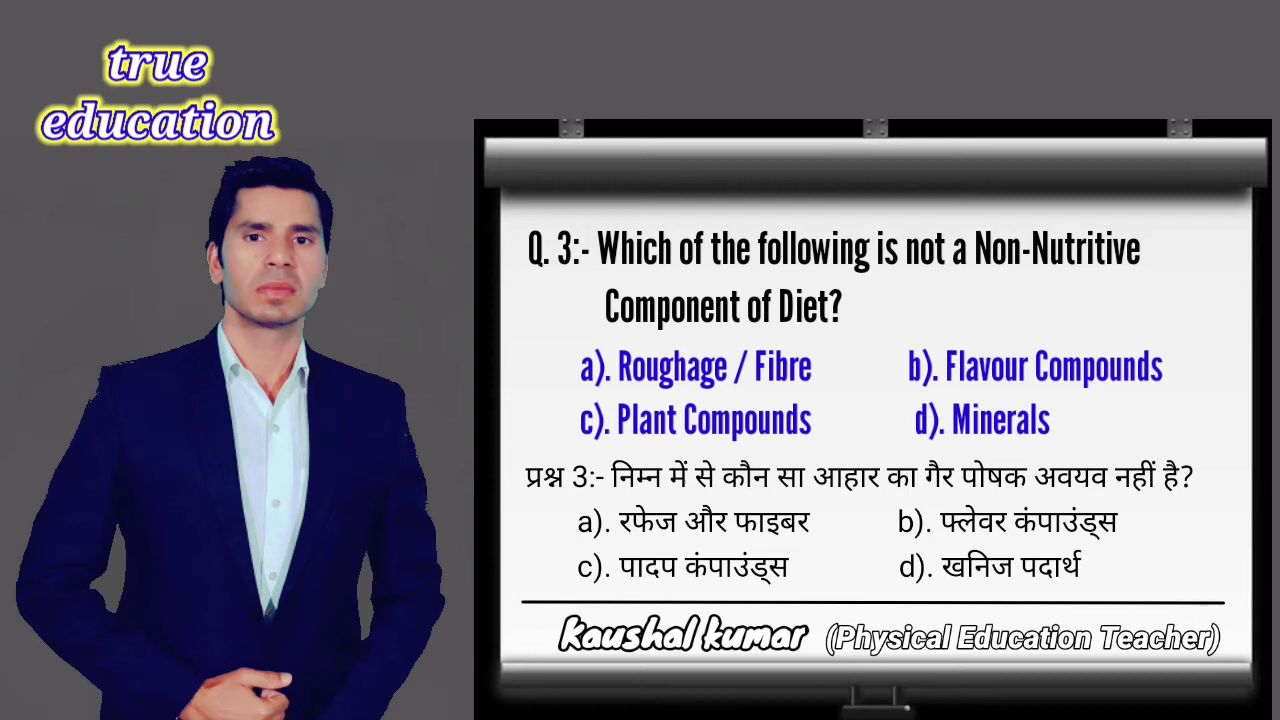 true
education
Q. 3:- Which of the following is not a Non-Nutritive
Component of Diet?
a). Roughage / Fibre b). Flavour Compounds
c). Plant Compounds d). Minerals
प्रश्न 3:- निम्न में से कौन सा आहार का गैर पोषक अवयव नहीं है?
a). रफेज और फाइबर b). फ्लेवर कंपाउंड्स
c). पादप कंपाउंड्स d). खनिज पदार्थ
Kaushal kumar (Physical Education Teacher)